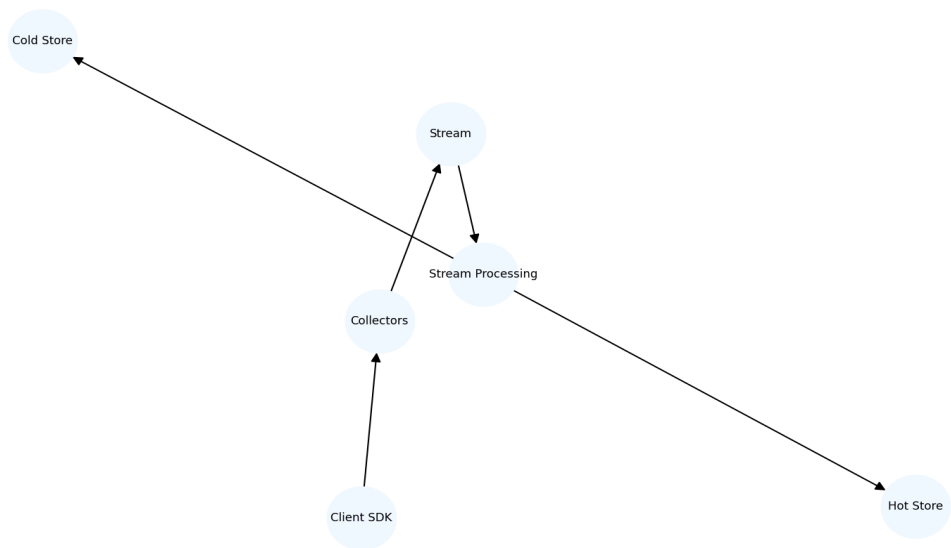 Cold Store
Stream
Stream Processing
Collectors
Hot Store
Client SDK